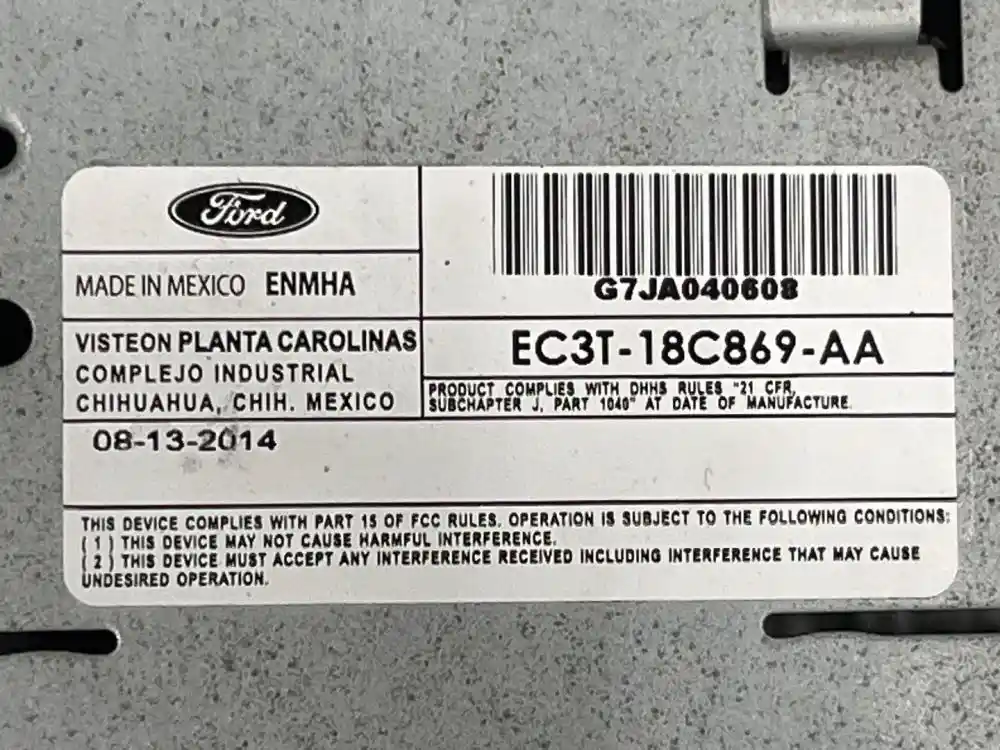 Ford
MADE IN MEXICO ENMHA
G7JA040608
VISTEON PLANTA CAROLINAS
COMPLEJO INDUSTRIAL
CHIHUAHUA, CHIH. MEXICO
EC3T-18C869-AA
PRODUCT COMPLIES WITH DHHS RULES "21 CFR,
SUBCHAPTER J, PART 1040" AT DATE OF MANUFACTURE.
08-13-2014
THIS DEVICE COMPLIES WITH PART 15 OF FCC RULES. OPERATION IS SUBJECT TO THE FOLLOWING CONDITIONS:
( 1 ) THIS DEVICE MAY NOT CAUSE HARMFUL INTERFERENCE.
( 2 ) THIS DEVICE MUST ACCEPT ANY INTERFERENCE RECEIVED INCLUDING INTERFERENCE THAT MAY CAUSE
UNDESIRED OPERATION.